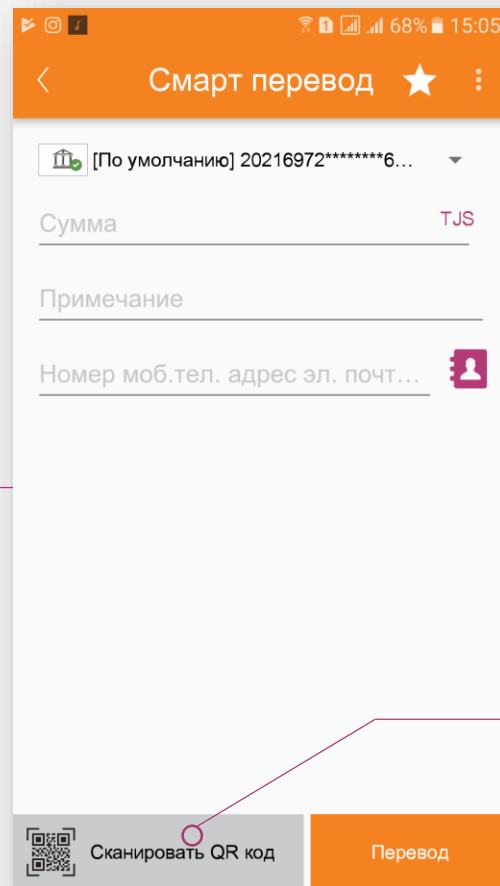 68% 15:05
Смарт перевод
[По умолчанию] 20216972********6...
Сумма TJS
Примечание
Номер моб.тел. адрес эл. почт...
Сканировать QR код Перевод